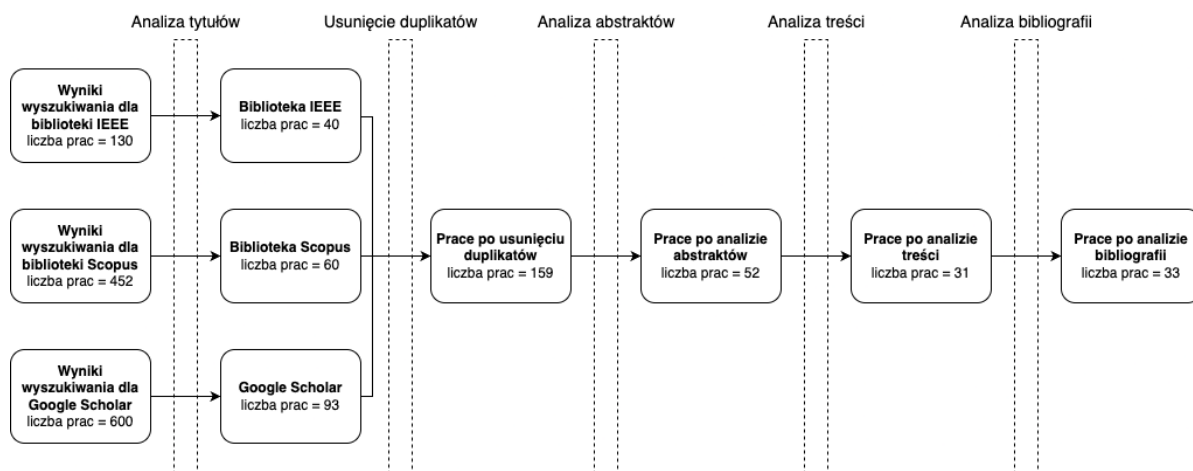 Analiza tytułów
Usunięcie duplikatów
Analiza abstraktów
Analiza treści
Analiza bibliografii
Wyniki
wyszukiwania dla
biblioteki IEEE
liczba prac = 130
Biblioteka IEEE
liczba prac = 40
Wyniki
wyszukiwania dla
biblioteki Scopus
liczba prac = 452
Biblioteka Scopus
liczba prac = 60
Prace po usunięciu
duplikatów
liczba prac = 159
Prace po analizie
abstraktów
liczba prac = 52
Prace po analizie
treści
liczba prac = 31
Prace po analizie
bibliografii
liczba prac = 33
Wyniki
wyszukiwania dla
Google Scholar
liczba prac = 600
Google Scholar
liczba prac = 93